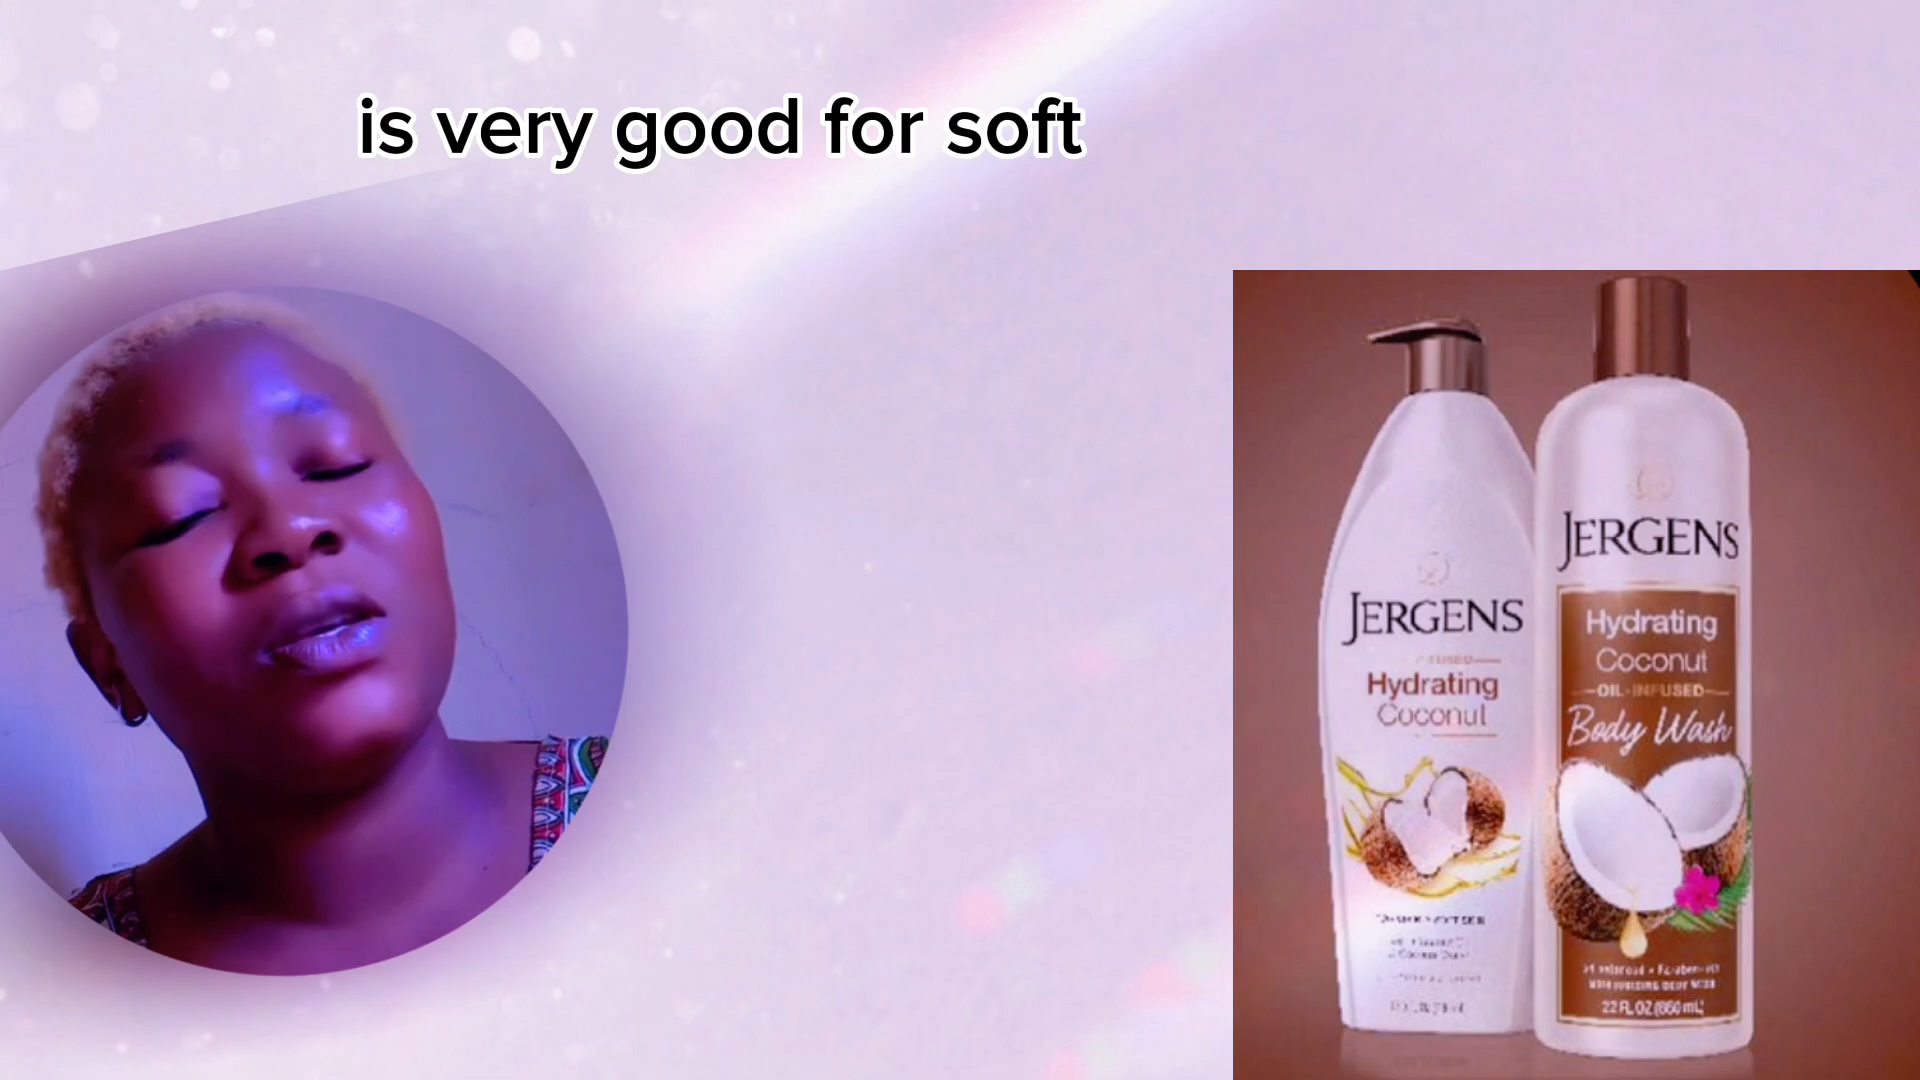 is very good for soft
JERGENS
Hydrating
Coconut
JERGENS
Hydrating
Coconut
OIL-INFUSED
Body Wash
22 FL OZ (650 mL)